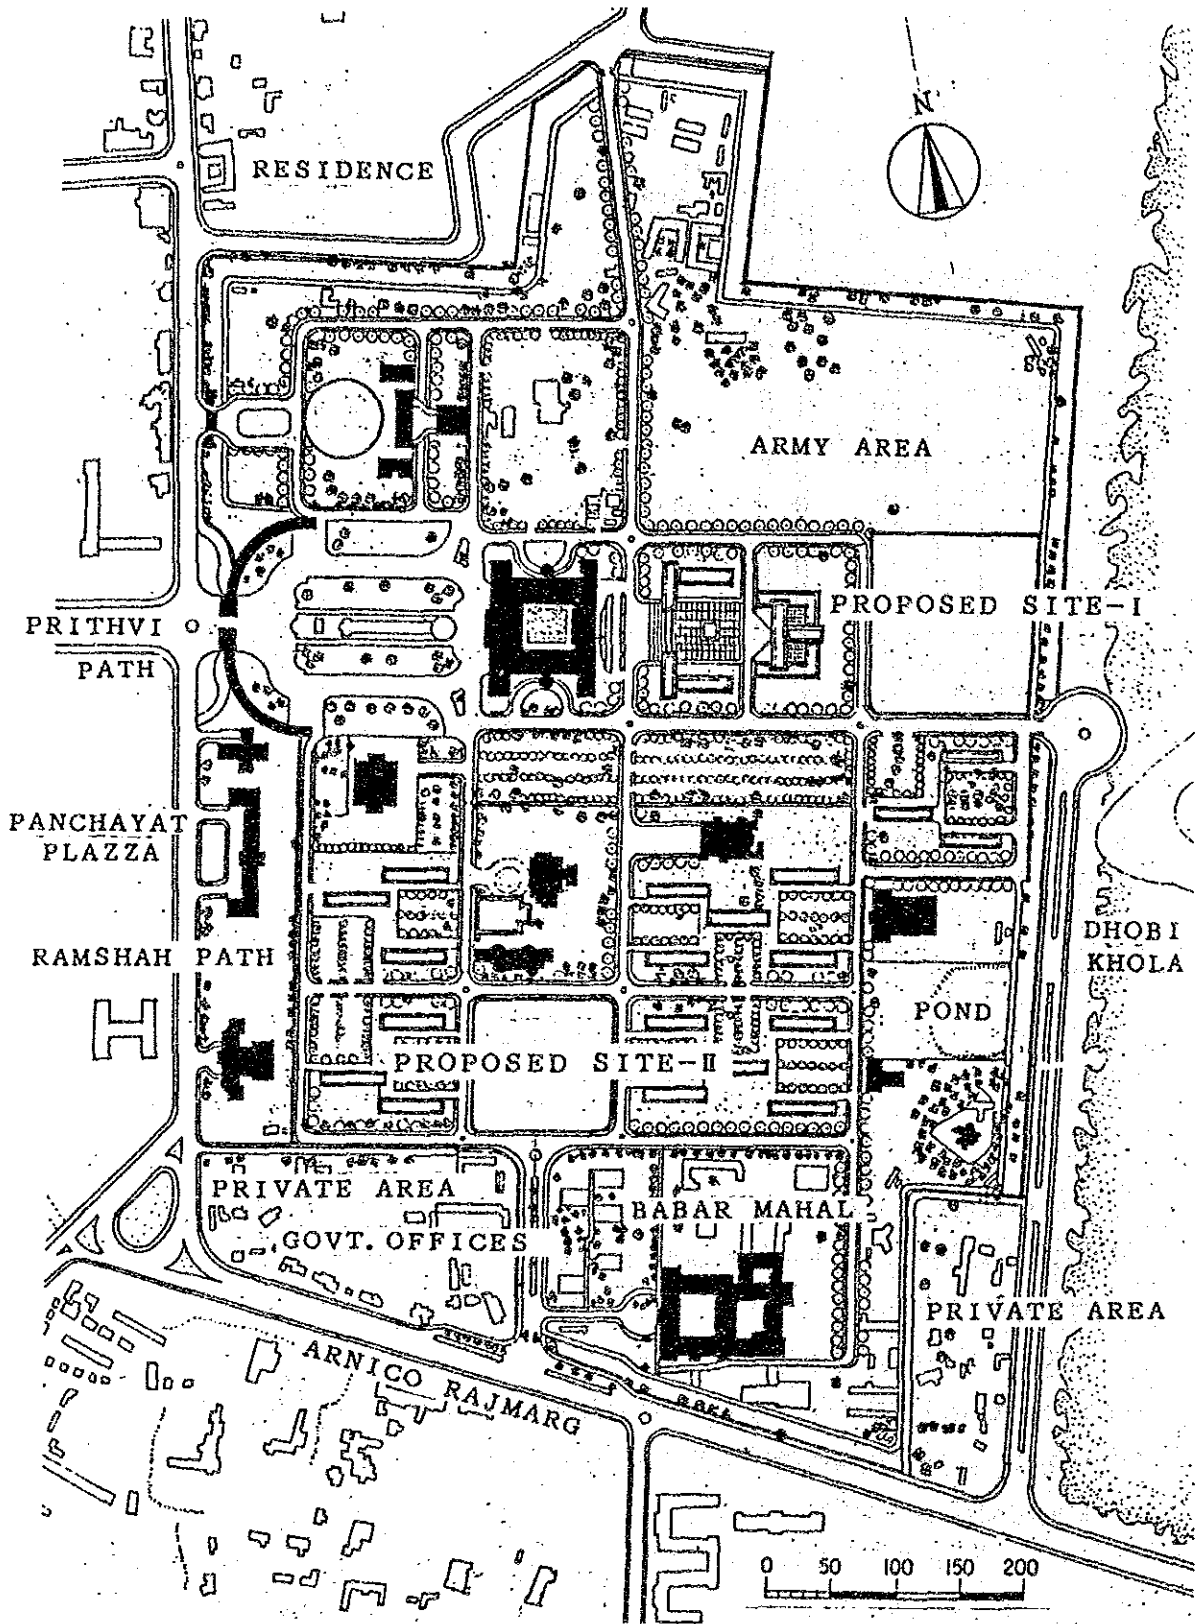 N
RESIDENCE
ARMY AREA
PROPOSED SITE-I
PRITHVI
PATH
PANCHAYAT
PLAZZA
RAMSHAH PATH
DHOBI
KHOLA
POND
PROPOSED SITE-II
PRIVATE AREA
BABAR MAHAL
GOVT. OFFICES
PRIVATE AREA
ARNICO RAJMARG
0 50 100 150 200